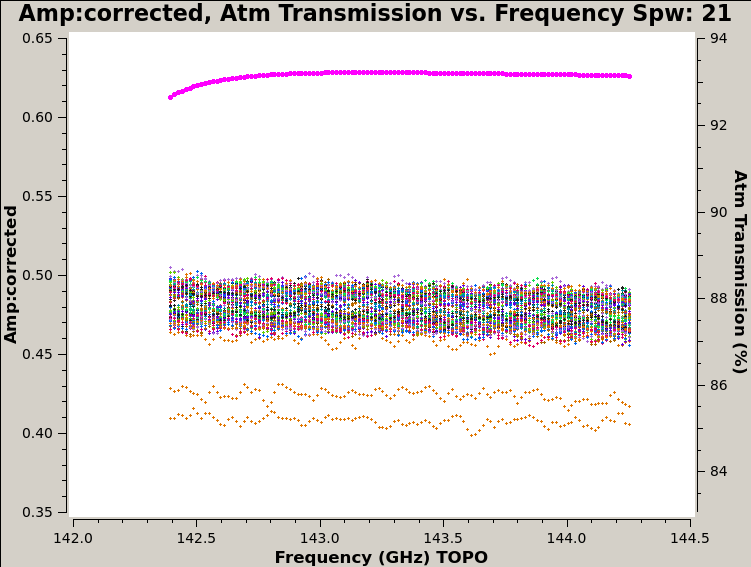 Amp:corrected, Atm Transmission vs. Frequency Spw: 21
0.65
0.60
0.55
0.50
0.45
0.40
0.35
Amp:corrected
94
92
90
88
86
84
Atm Transmission (%)
142.0 142.5 143.0 143.5 144.0 144.5
Frequency (GHz) TOPO